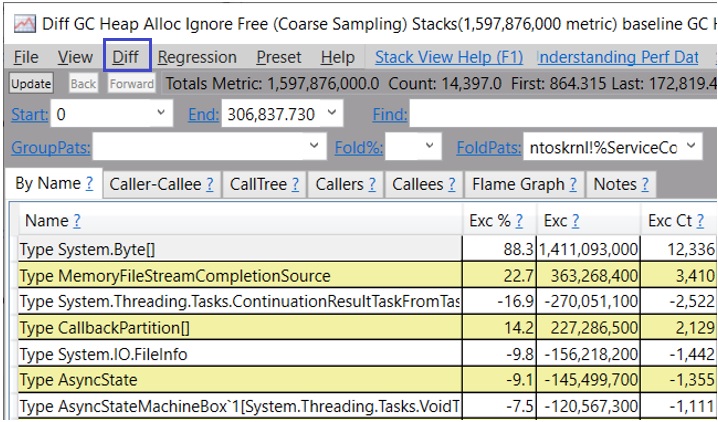 Diff GC Heap Alloc Ignore Free (Coarse Sampling) Stacks(1,597,876,000 metric) baseline GC H
File View Diff Regression Preset Help Stack View Help (F1) Understanding Perf Dat
Update Back Forward Totals Metric: 1,597,876,000.0 Count: 14,397.0 First: 864.315 Last: 172,819.4
Start: 0 End: 306,837.730 Find:
GroupPats: Fold%: FoldPats: ntoskrnl!%ServiceCo
By Name ? Caller-Callee ? CallTree ? Callers ? Callees ? Flame Graph ? Notes ?
Name ? Exc % ? Exc ? Exc Ct ?
Type System.Byte[] 88.3 1,411,093,000 12,336
Type MemoryFileStreamCompletionSource 22.7 363,268,400 3,410
Type System.Threading.Tasks.ContinuationResultTaskFromTas -16.9 -270,051,100 -2,522
Type CallbackPartition[] 14.2 227,286,500 2,129
Type System.IO.FileInfo -9.8 -156,218,200 -1,442
Type AsyncState -9.1 -145,499,700 -1,355
Type AsyncStateMachineBox`1[System.Threading.Tasks.VoidT -7.5 -120,567,300 -1,111